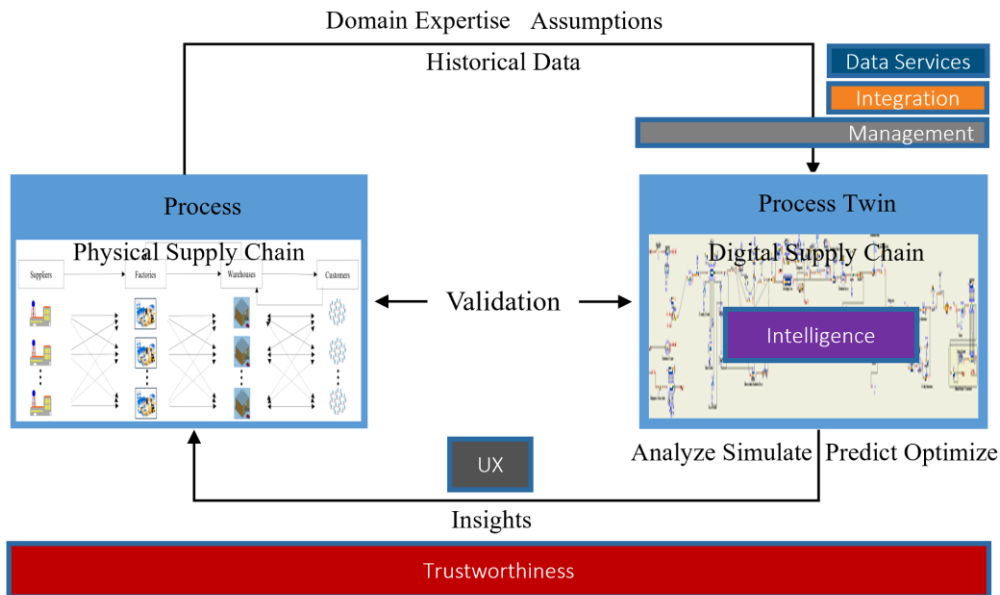 Domain Expertise Assumptions
Historical Data
Data Services
Integration
Management
Process
Physical Supply Chain
Suppliers
Factories
Warehouses
Customers
Validation
Process Twin
Digital Supply Chain
Intelligence
Analyze Simulate Predict Optimize
UX
Insights
Trustworthiness